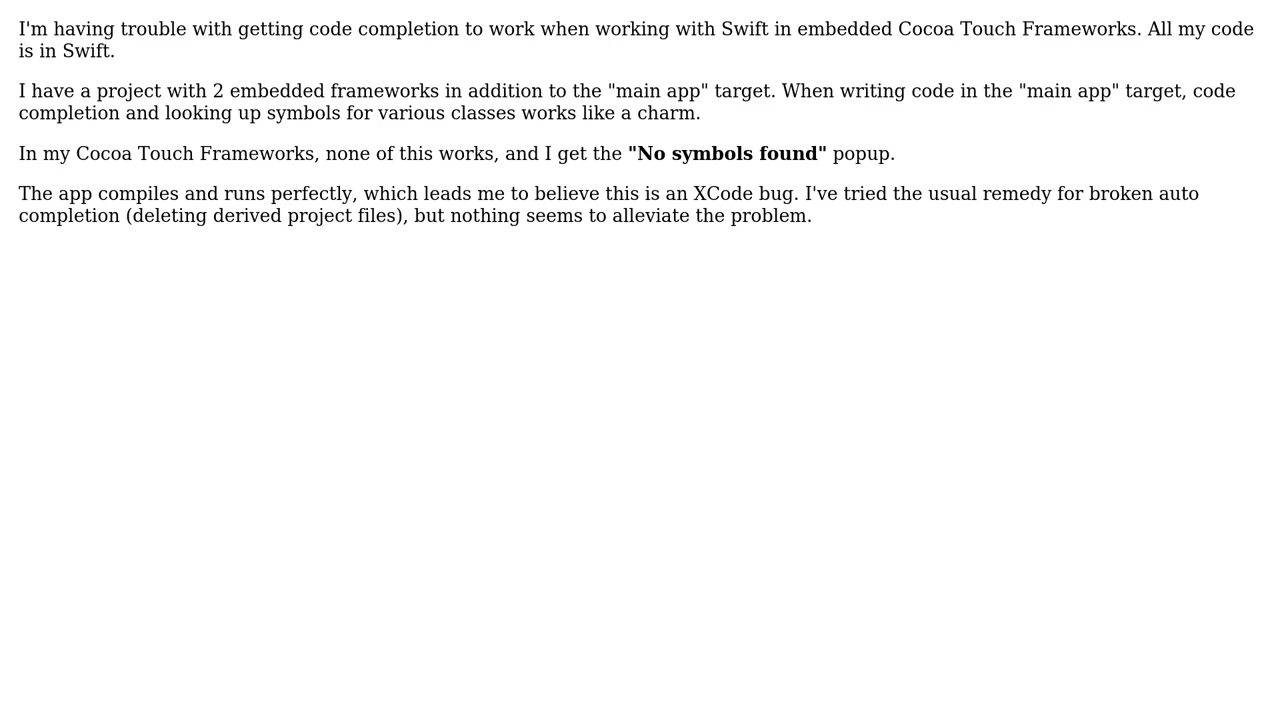 I'm having trouble with getting code completion to work when working with Swift in embedded Cocoa Touch Frameworks. All my code
is in Swift.
I have a project with 2 embedded frameworks in addition to the "main app" target. When writing code in the "main app" target, code
completion and looking up symbols for various classes works like a charm.
In my Cocoa Touch Frameworks, none of this works, and I get the "No symbols found" popup.
The app compiles and runs perfectly, which leads me to believe this is an XCode bug. I've tried the usual remedy for broken auto
completion (deleting derived project files), but nothing seems to alleviate the problem.